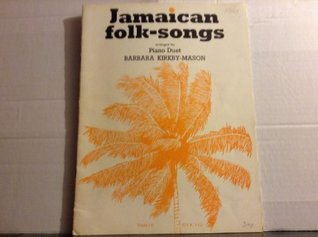 Jamaican
folk-songs
arranged for
Piano Duet
BARBARA KIRKBY-MASON